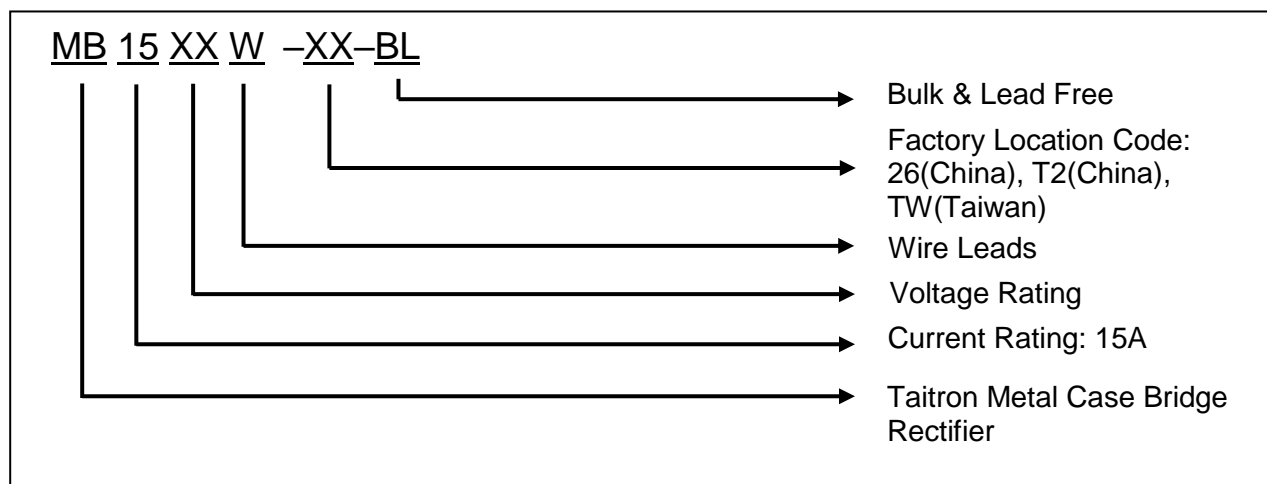 MB 15 XX W –XX–BL
Bulk & Lead Free
Factory Location Code:
26(China), T2(China),
TW(Taiwan)
Wire Leads
Voltage Rating
Current Rating: 15A
Taitron Metal Case Bridge
Rectifier